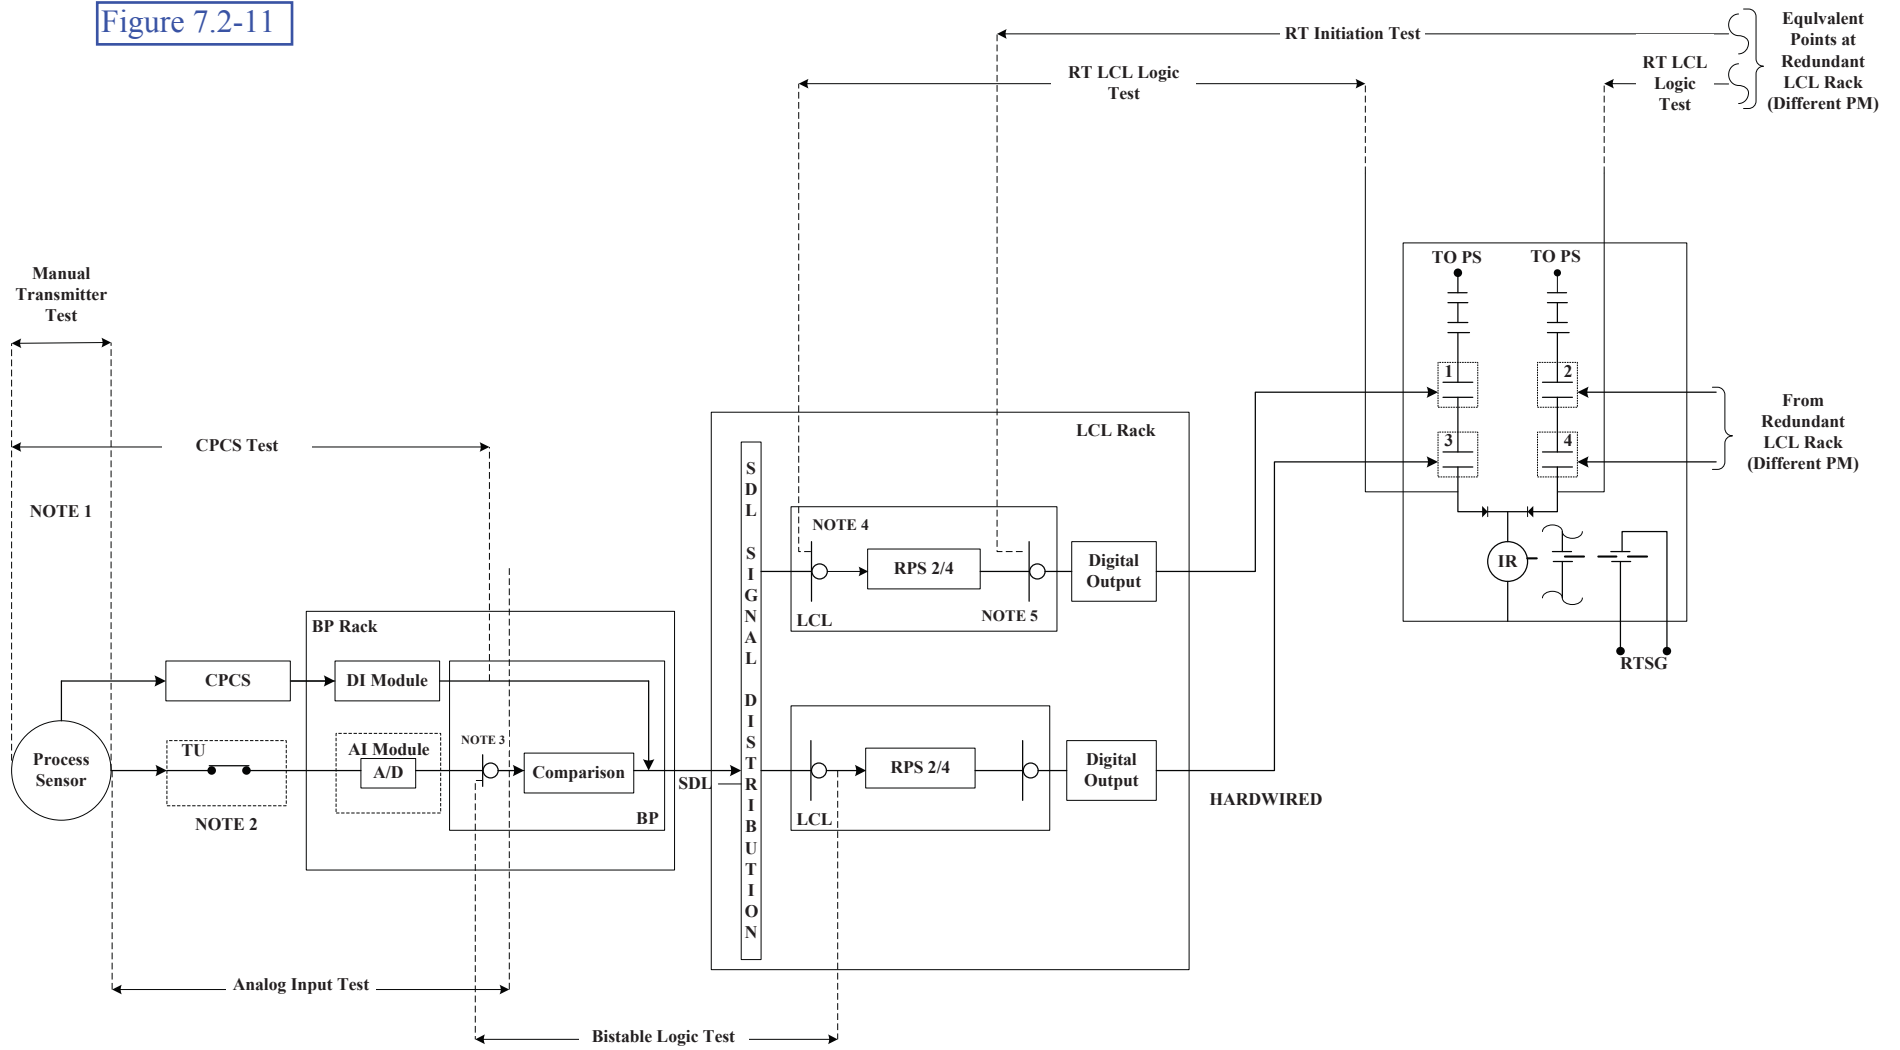 Figure 7.2-11
RT Initiation Test
Equlvalent
Points at
Redundant
LCL Rack
(Different PM)
RT LCL Logic
Test
RT LCL
Logic
Test
Manual
Transmitter
Test
TO PS
TO PS
1
2
3
4
From
Redundant
LCL Rack
(Different PM)
CPCS Test
NOTE 1
LCL Rack
SDL SIGNAL DISTRIBUTION
NOTE 4
RPS 2/4
NOTE 5
LCL
Digital
Output
IR
RTSG
BP Rack
CPCS
DI Module
Process
Sensor
TU
NOTE 2
AI Module
A/D
NOTE 3
Comparison
BP
SDL
RPS 2/4
LCL
Digital
Output
HARDWIRED
Analog Input Test
Bistable Logic Test